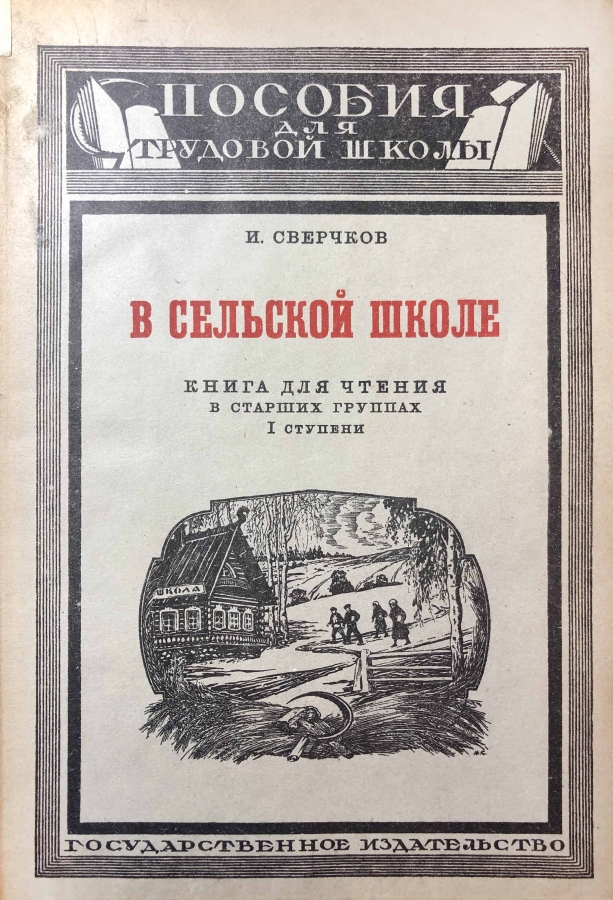 ПОСОБИЯ
ДЛЯ
ТРУДОВОЙ ШКОЛЫ
И. СВЕРЧКОВ
В СЕЛЬСКОЙ ШКОЛЕ
КНИГА ДЛЯ ЧТЕНИЯ
В СТАРШИХ ГРУППАХ
I СТУПЕНИ
ШКОЛА
ГОСУДАРСТВЕННОЕ ИЗДАТЕЛЬСТВО